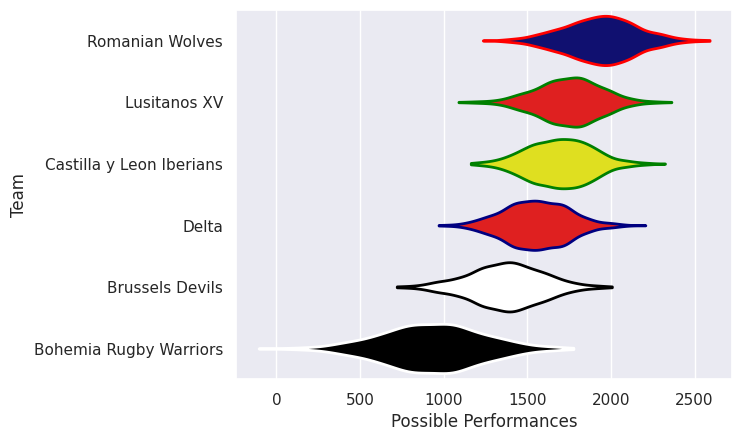 Romanian Wolves
Lusitanos XV
Castilla y Leon Iberians
Delta
Brussels Devils
Bohemia Rugby Warriors
Team
0 500 1000 1500 2000 2500
Possible Performances